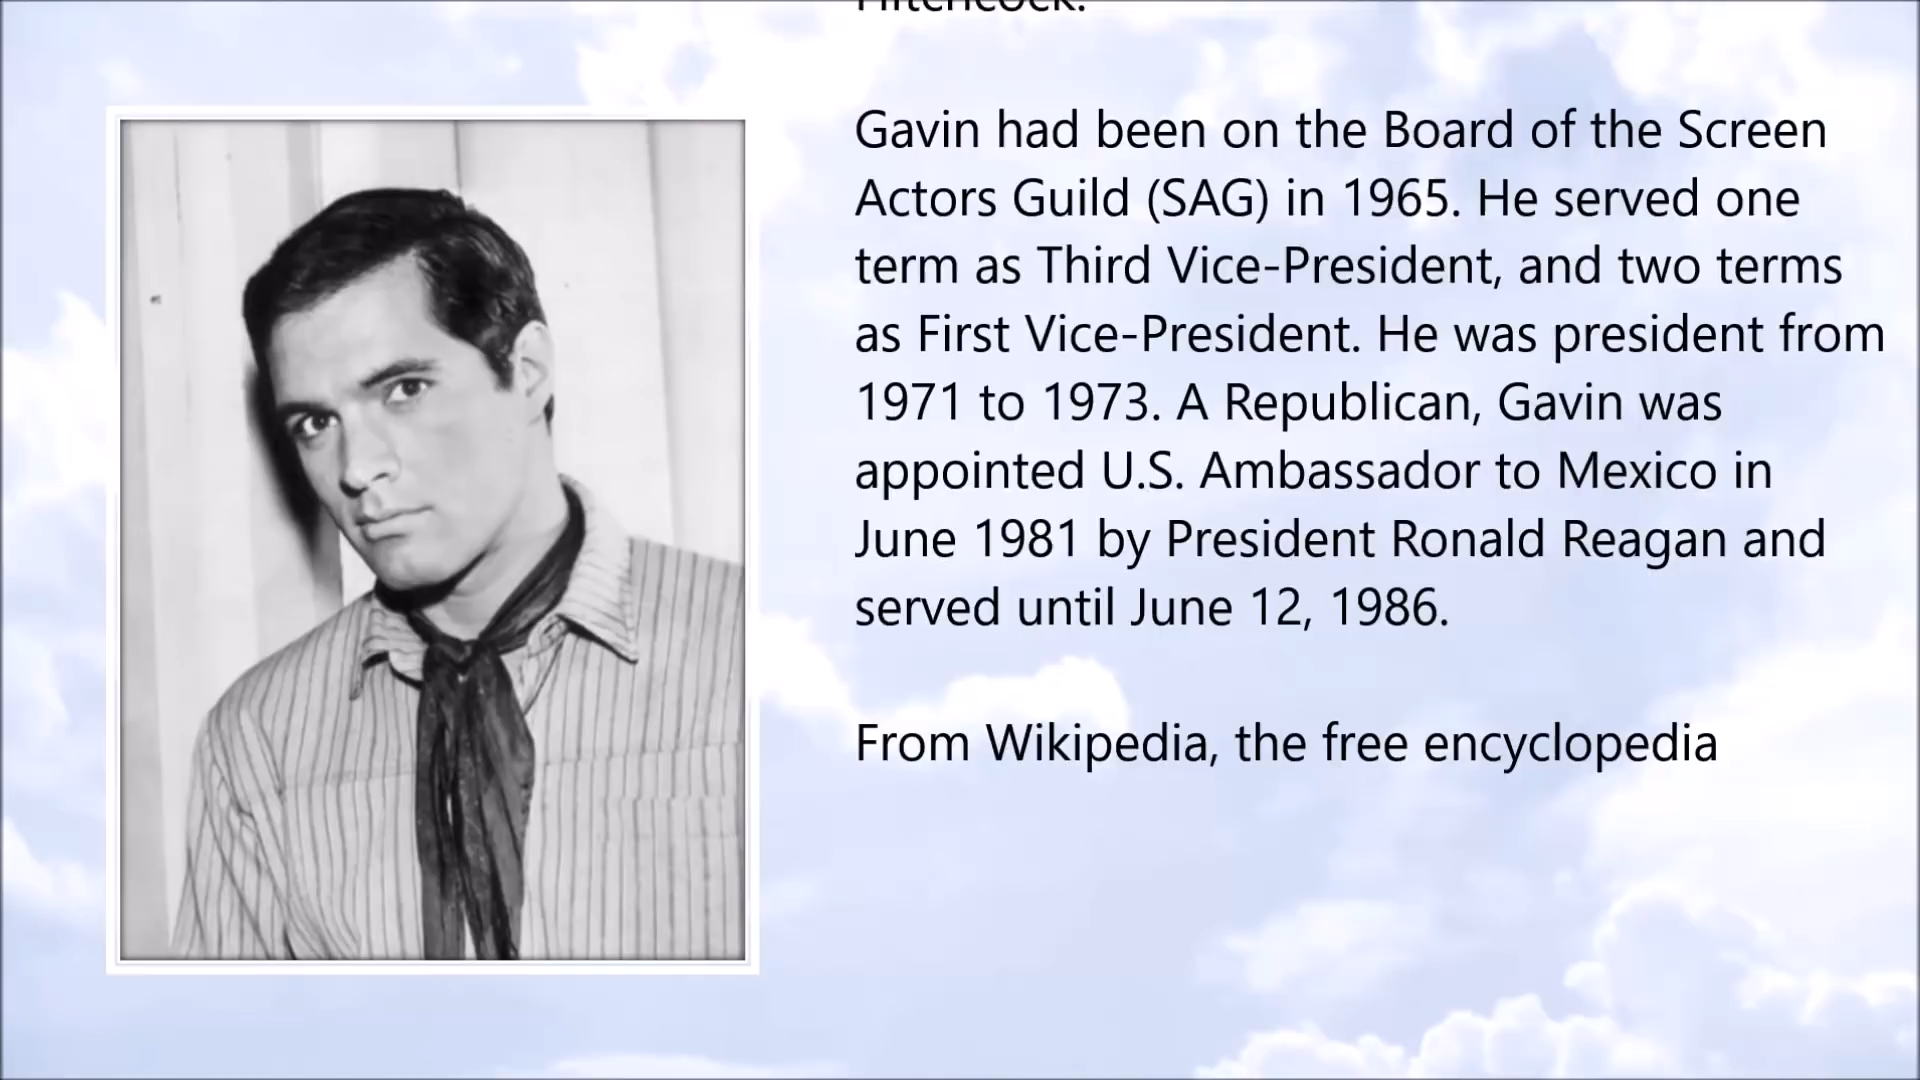 Hitchcock.
Gavin had been on the Board of the Screen
Actors Guild (SAG) in 1965. He served one
term as Third Vice-President, and two terms
as First Vice-President. He was president from
1971 to 1973. A Republican, Gavin was
appointed U.S. Ambassador to Mexico in
June 1981 by President Ronald Reagan and
served until June 12, 1986.
From Wikipedia, the free encyclopedia